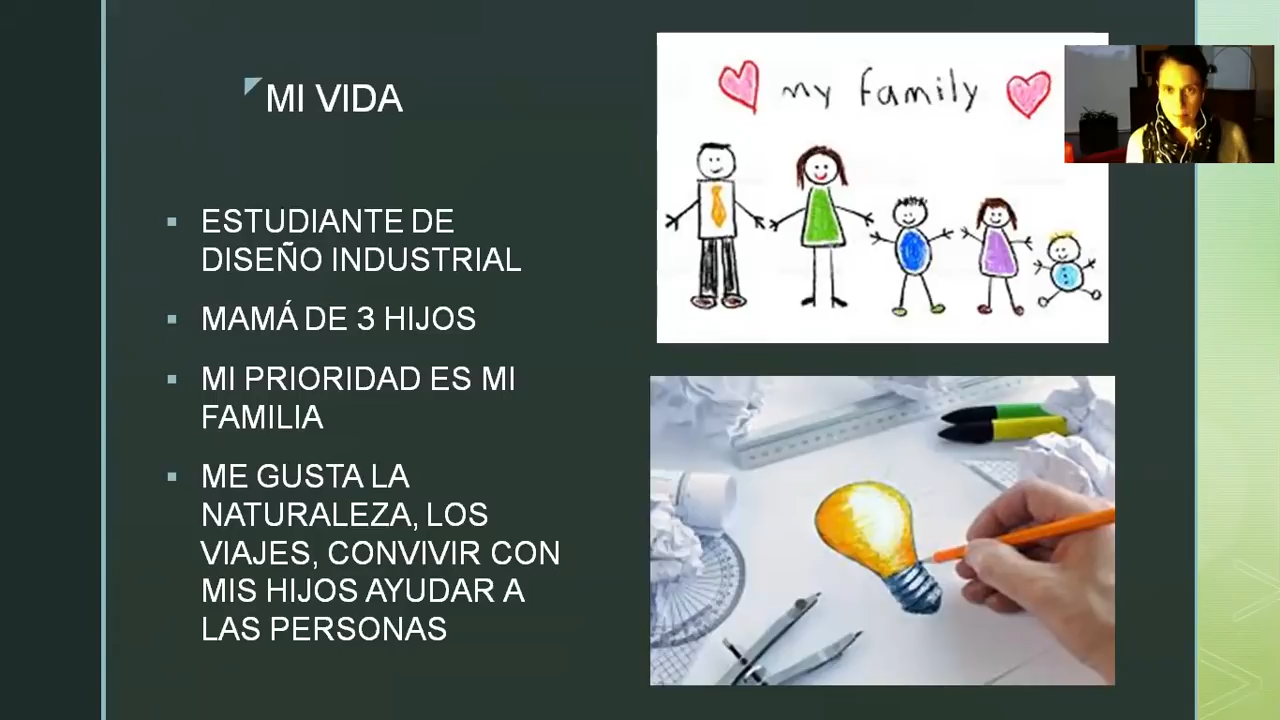 MI VIDA
ESTUDIANTE DE
DISEÑO INDUSTRIAL
MAMÁ DE 3 HIJOS
MI PRIORIDAD ES MI
FAMILIA
ME GUSTA LA
NATURALEZA, LOS
VIAJES, CONVIVIR CON
MIS HIJOS AYUDAR A
LAS PERSONAS
my family